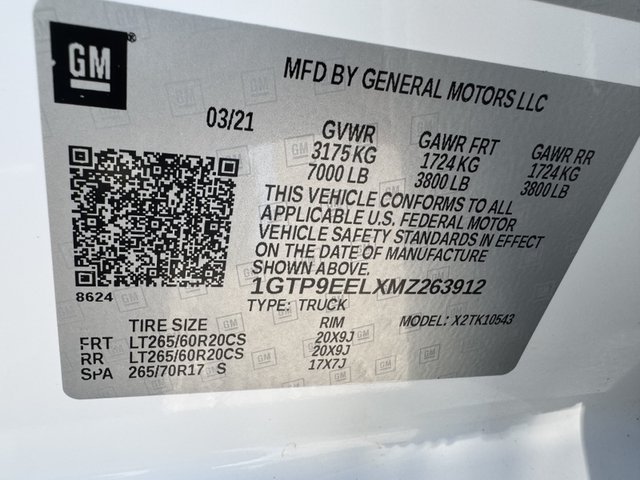 GM®
MFD BY GENERAL MOTORS LLC
03/21
GVWR
3175 KG
7000 LB
GAWR FRT
1724 KG
3800 LB
GAWR RR
1724 KG
3800 LB
THIS VEHICLE CONFORMS TO ALL
APPLICABLE U.S. FEDERAL MOTOR
VEHICLE SAFETY STANDARDS IN EFFECT
ON THE DATE OF MANUFACTURE
SHOWN ABOVE.
8624
1GTP9EELXMZ263912
TYPE: TRUCK
MODEL: X2TK10543
TIRE SIZE RIM
FRT LT265/60R20CS 20X9J
RR LT265/60R20CS 20X9J
SPA 265/70R17 S 17X7J